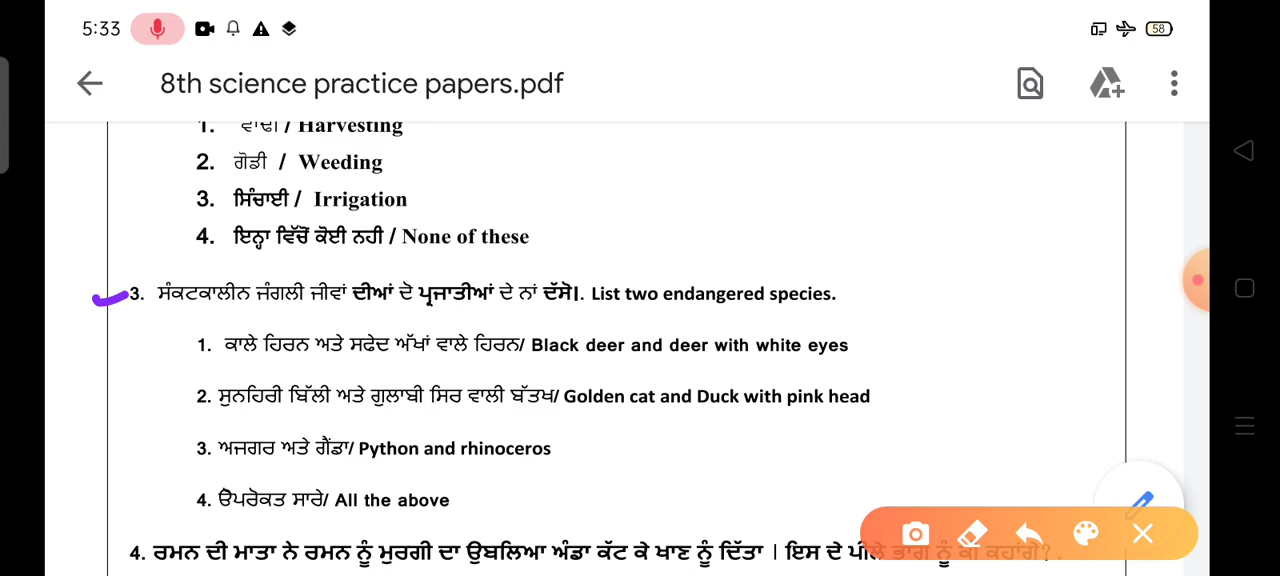 5:33
58
8th science practice papers.pdf
1. ਵਾਢੀ / Harvesting
2. ਗੋਡੀ / Weeding
3. ਸਿੰਚਾਈ / Irrigation
4. ਇਨ੍ਹਾ ਵਿੱਚੋਂ ਕੋਈ ਨਹੀ / None of these
3. ਸੰਕਟਕਾਲੀਨ ਜੰਗਲੀ ਜੀਵਾਂ ਦੀਆਂ ਦੋ ਪ੍ਰਜਾਤੀਆਂ ਦੇ ਨਾਂ ਦੱਸੋ।. List two endangered species.
1. ਕਾਲੇ ਹਿਰਨ ਅਤੇ ਸਫੇਦ ਅੱਖਾਂ ਵਾਲੇ ਹਿਰਨ/ Black deer and deer with white eyes
2. ਸੁਨਹਿਰੀ ਬਿੱਲੀ ਅਤੇ ਗੁਲਾਬੀ ਸਿਰ ਵਾਲੀ ਬੱਤਖ/ Golden cat and Duck with pink head
3. ਅਜਗਰ ਅਤੇ ਗੈਂਡਾ/ Python and rhinoceros
4. ਓਪਰੋਕਤ ਸਾਰੇ/ All the above
4. ਰਮਨ ਦੀ ਮਾਤਾ ਨੇ ਰਮਨ ਨੂੰ ਮੁਰਗੀ ਦਾ ਉਬਲਿਆ ਅੰਡਾ ਕੱਟ ਕੇ ਖਾਣ ਨੂੰ ਦਿੱਤਾ । ਇਸ ਦੇ ਪੀਲੇ ਭਾਗ ਨੂੰ ਕੀ ਕਹਾਂਗੇ? .